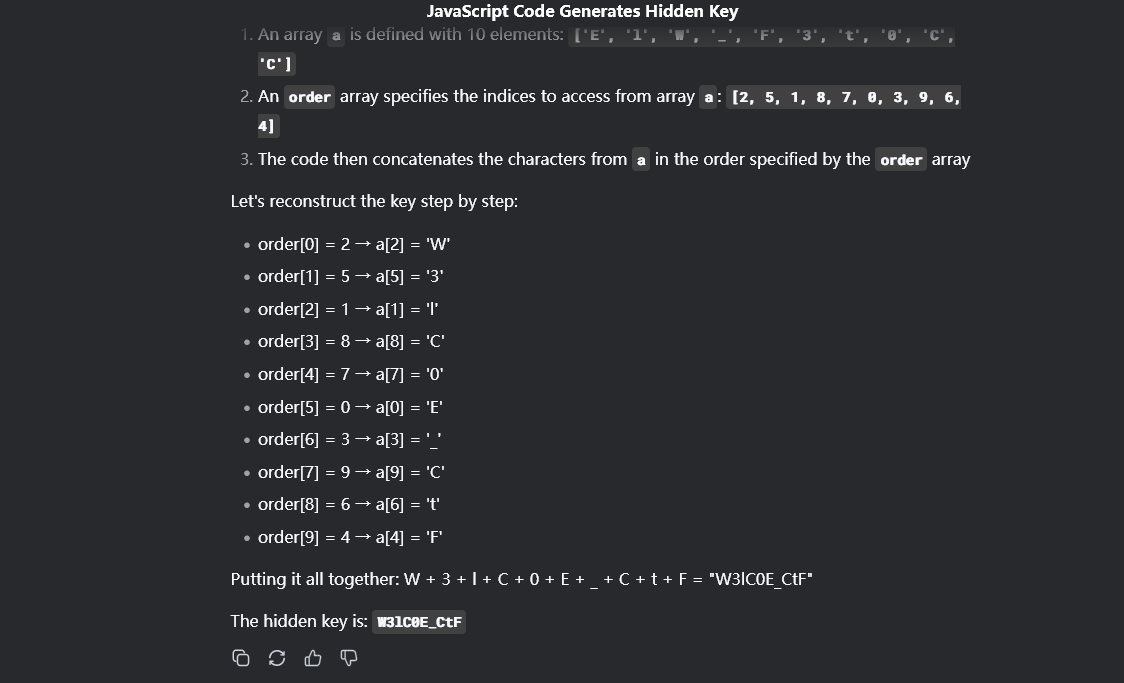 JavaScript Code Generates Hidden Key
1. An array a is defined with 10 elements: ['E', 'l', 'W', '_', 'F', '3', 't', '0', 'C',
'C']
2. An order array specifies the indices to access from array a: [2, 5, 1, 8, 7, 0, 3, 9, 6,
4]
3. The code then concatenates the characters from a in the order specified by the order array
Let's reconstruct the key step by step:
• order[0] = 2 → a[2] = 'W'
• order[1] = 5 → a[5] = '3'
• order[2] = 1 → a[1] = 'l'
• order[3] = 8 → a[8] = 'C'
• order[4] = 7 → a[7] = '0'
• order[5] = 0 → a[0] = 'E'
• order[6] = 3 → a[3] = '_'
• order[7] = 9 → a[9] = 'C'
• order[8] = 6 → a[6] = 't'
• order[9] = 4 → a[4] = 'F'
Putting it all together: W + 3 + l + C + 0 + E + _ + C + t + F = "W3lC0E_CtF"
The hidden key is: W3lC0E_CtF